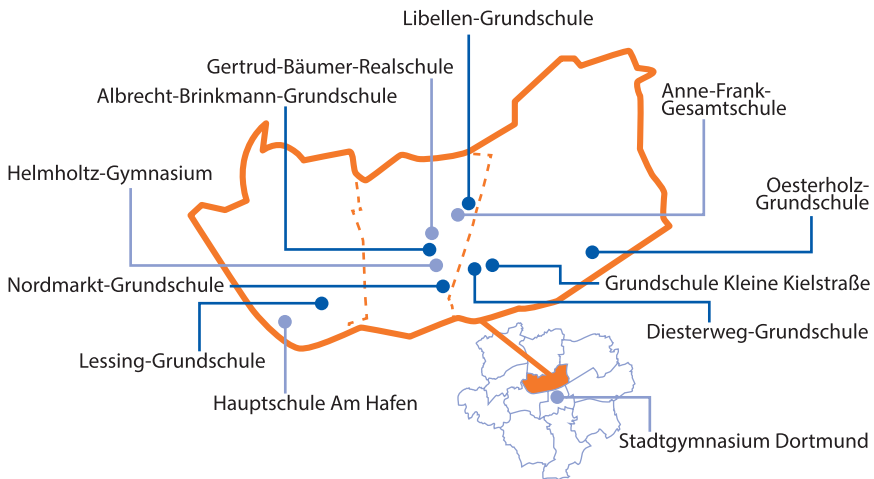 Libellen-Grundschule
Gertrud-Bäumer-Realschule
Albrecht-Brinkmann-Grundschule
Anne-Frank-
Gesamtschule
Helmholtz-Gymnasium
Oesterholz-
Grundschule
Nordmarkt-Grundschule
Grundschule Kleine Kielstraße
Diesterweg-Grundschule
Lessing-Grundschule
Hauptschule Am Hafen
Stadtgymnasium Dortmund